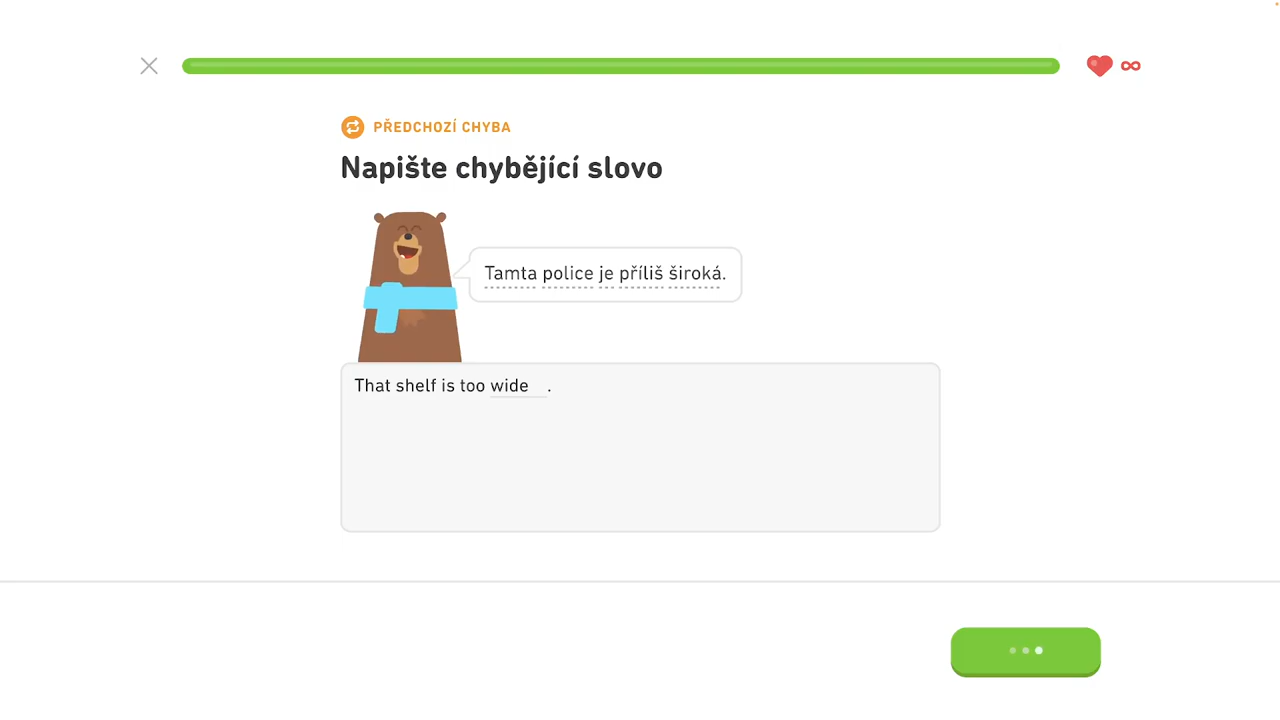 PŘEDCHOZÍ CHYBA
Napište chybějící slovo
Tamta police je příliš široká.
That shelf is too wide .